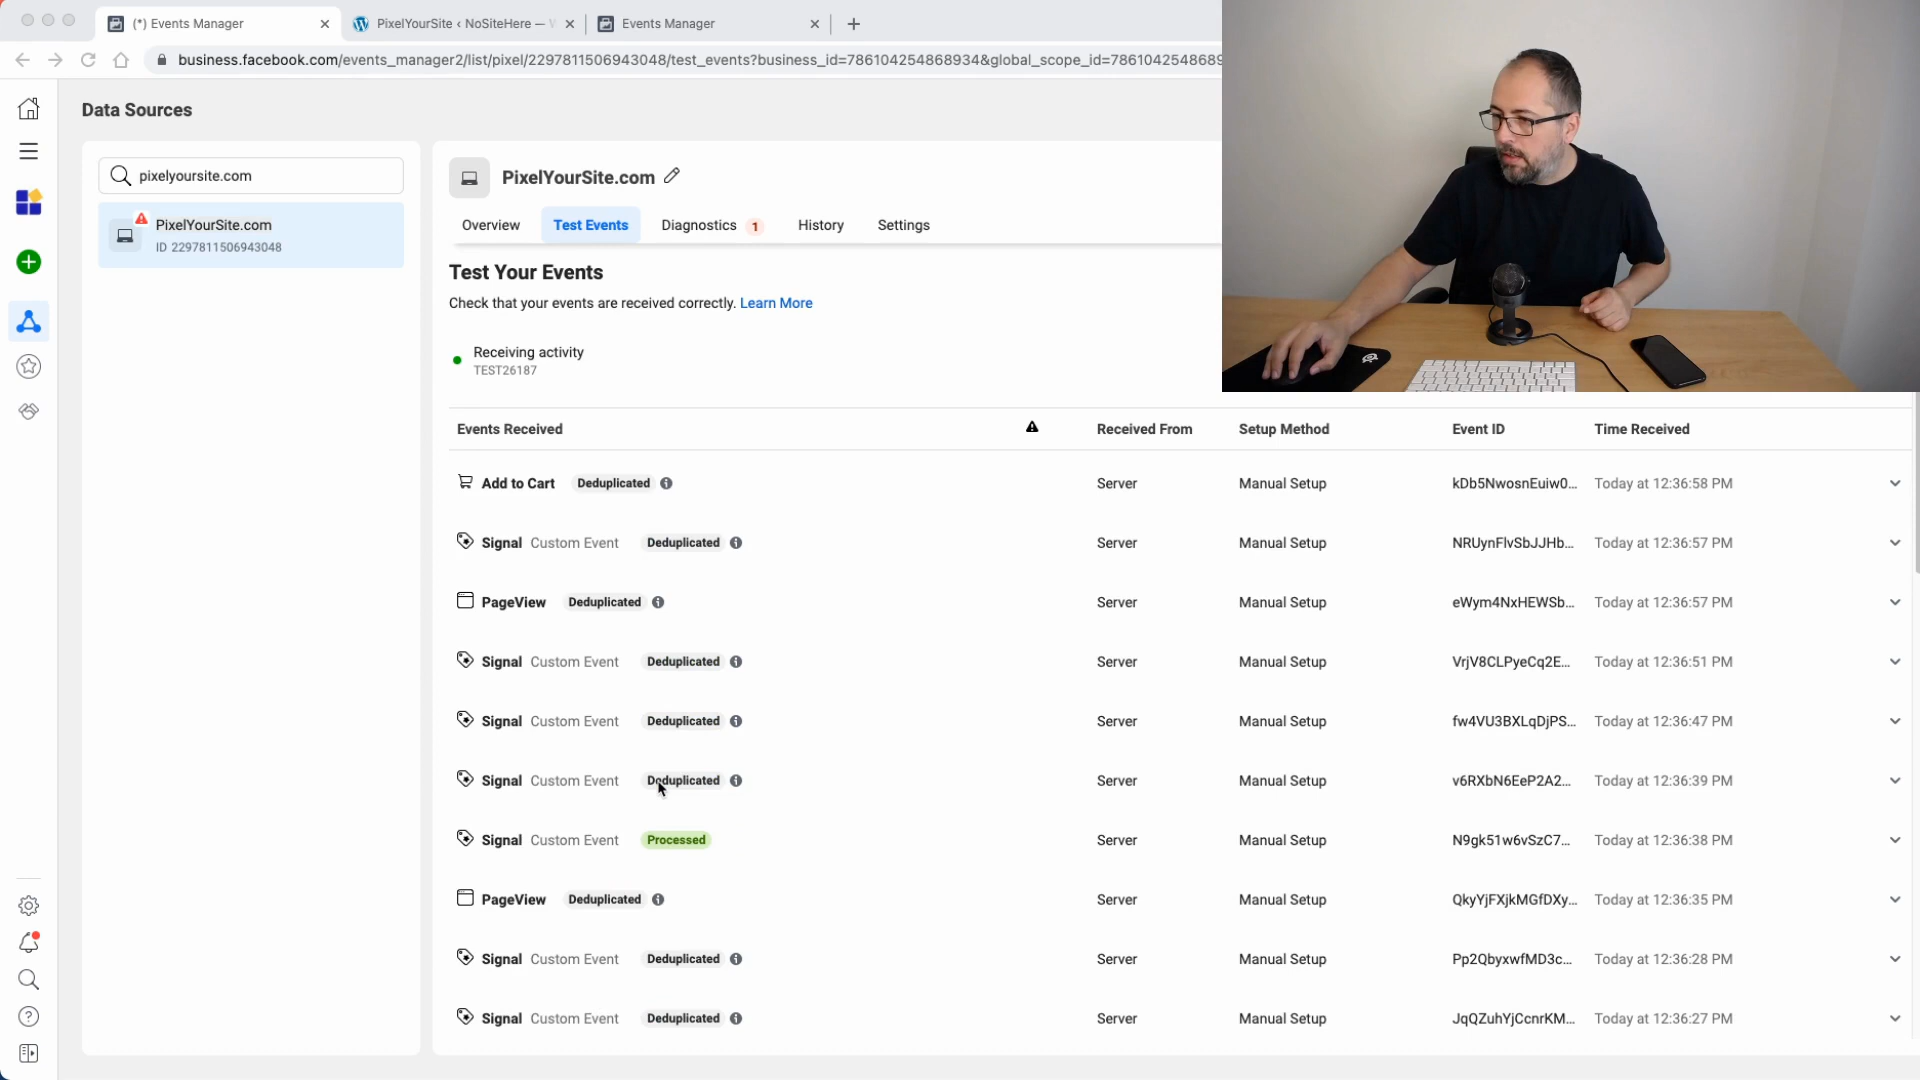 (*) Events Manager
PixelYourSite ‹ NoSiteHere —
Events Manager
business.facebook.com/events_manager2/list/pixel/2297811506943048/test_events?business_id=786104254868934&global_scope_id=786104254868
Data Sources
pixelyoursite.com
PixelYourSite.com
ID 2297811506943048
PixelYourSite.com
Overview
Test Events
Diagnostics 1
History
Settings
Test Your Events
Check that your events are received correctly. Learn More
Receiving activity
TEST26187
Events Received Received From Setup Method Event ID Time Received
Add to Cart Deduplicated Server Manual Setup kDb5NwosnEuiw0... Today at 12:36:58 PM
Signal Custom Event Deduplicated Server Manual Setup NRUynFlvSbJJHb... Today at 12:36:57 PM
PageView Deduplicated Server Manual Setup eWym4NxHEWSb... Today at 12:36:57 PM
Signal Custom Event Deduplicated Server Manual Setup VrjV8CLPyeCq2E... Today at 12:36:51 PM
Signal Custom Event Deduplicated Server Manual Setup fw4VU3BXLqDjPS... Today at 12:36:47 PM
Signal Custom Event Deduplicated Server Manual Setup v6RXbN6EeP2A2... Today at 12:36:39 PM
Signal Custom Event Processed Server Manual Setup N9gk51w6vSzC7... Today at 12:36:38 PM
PageView Deduplicated Server Manual Setup QkyYjFXjkMGfDXy... Today at 12:36:35 PM
Signal Custom Event Deduplicated Server Manual Setup Pp2QbyxwfMD3c... Today at 12:36:28 PM
Signal Custom Event Deduplicated Server Manual Setup JqQZuhYjCcnrKM... Today at 12:36:27 PM